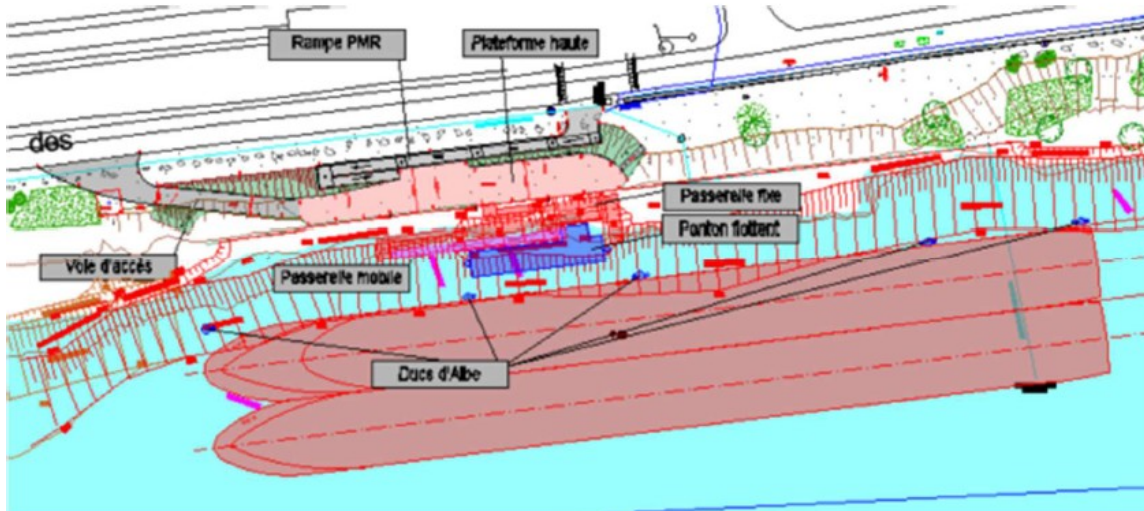 Rampe PMR
Plateforme haute
des
Passerelle fixe
Ponton flottant
Voie d'accès
Passerelle mobile
Ducs d'Albe